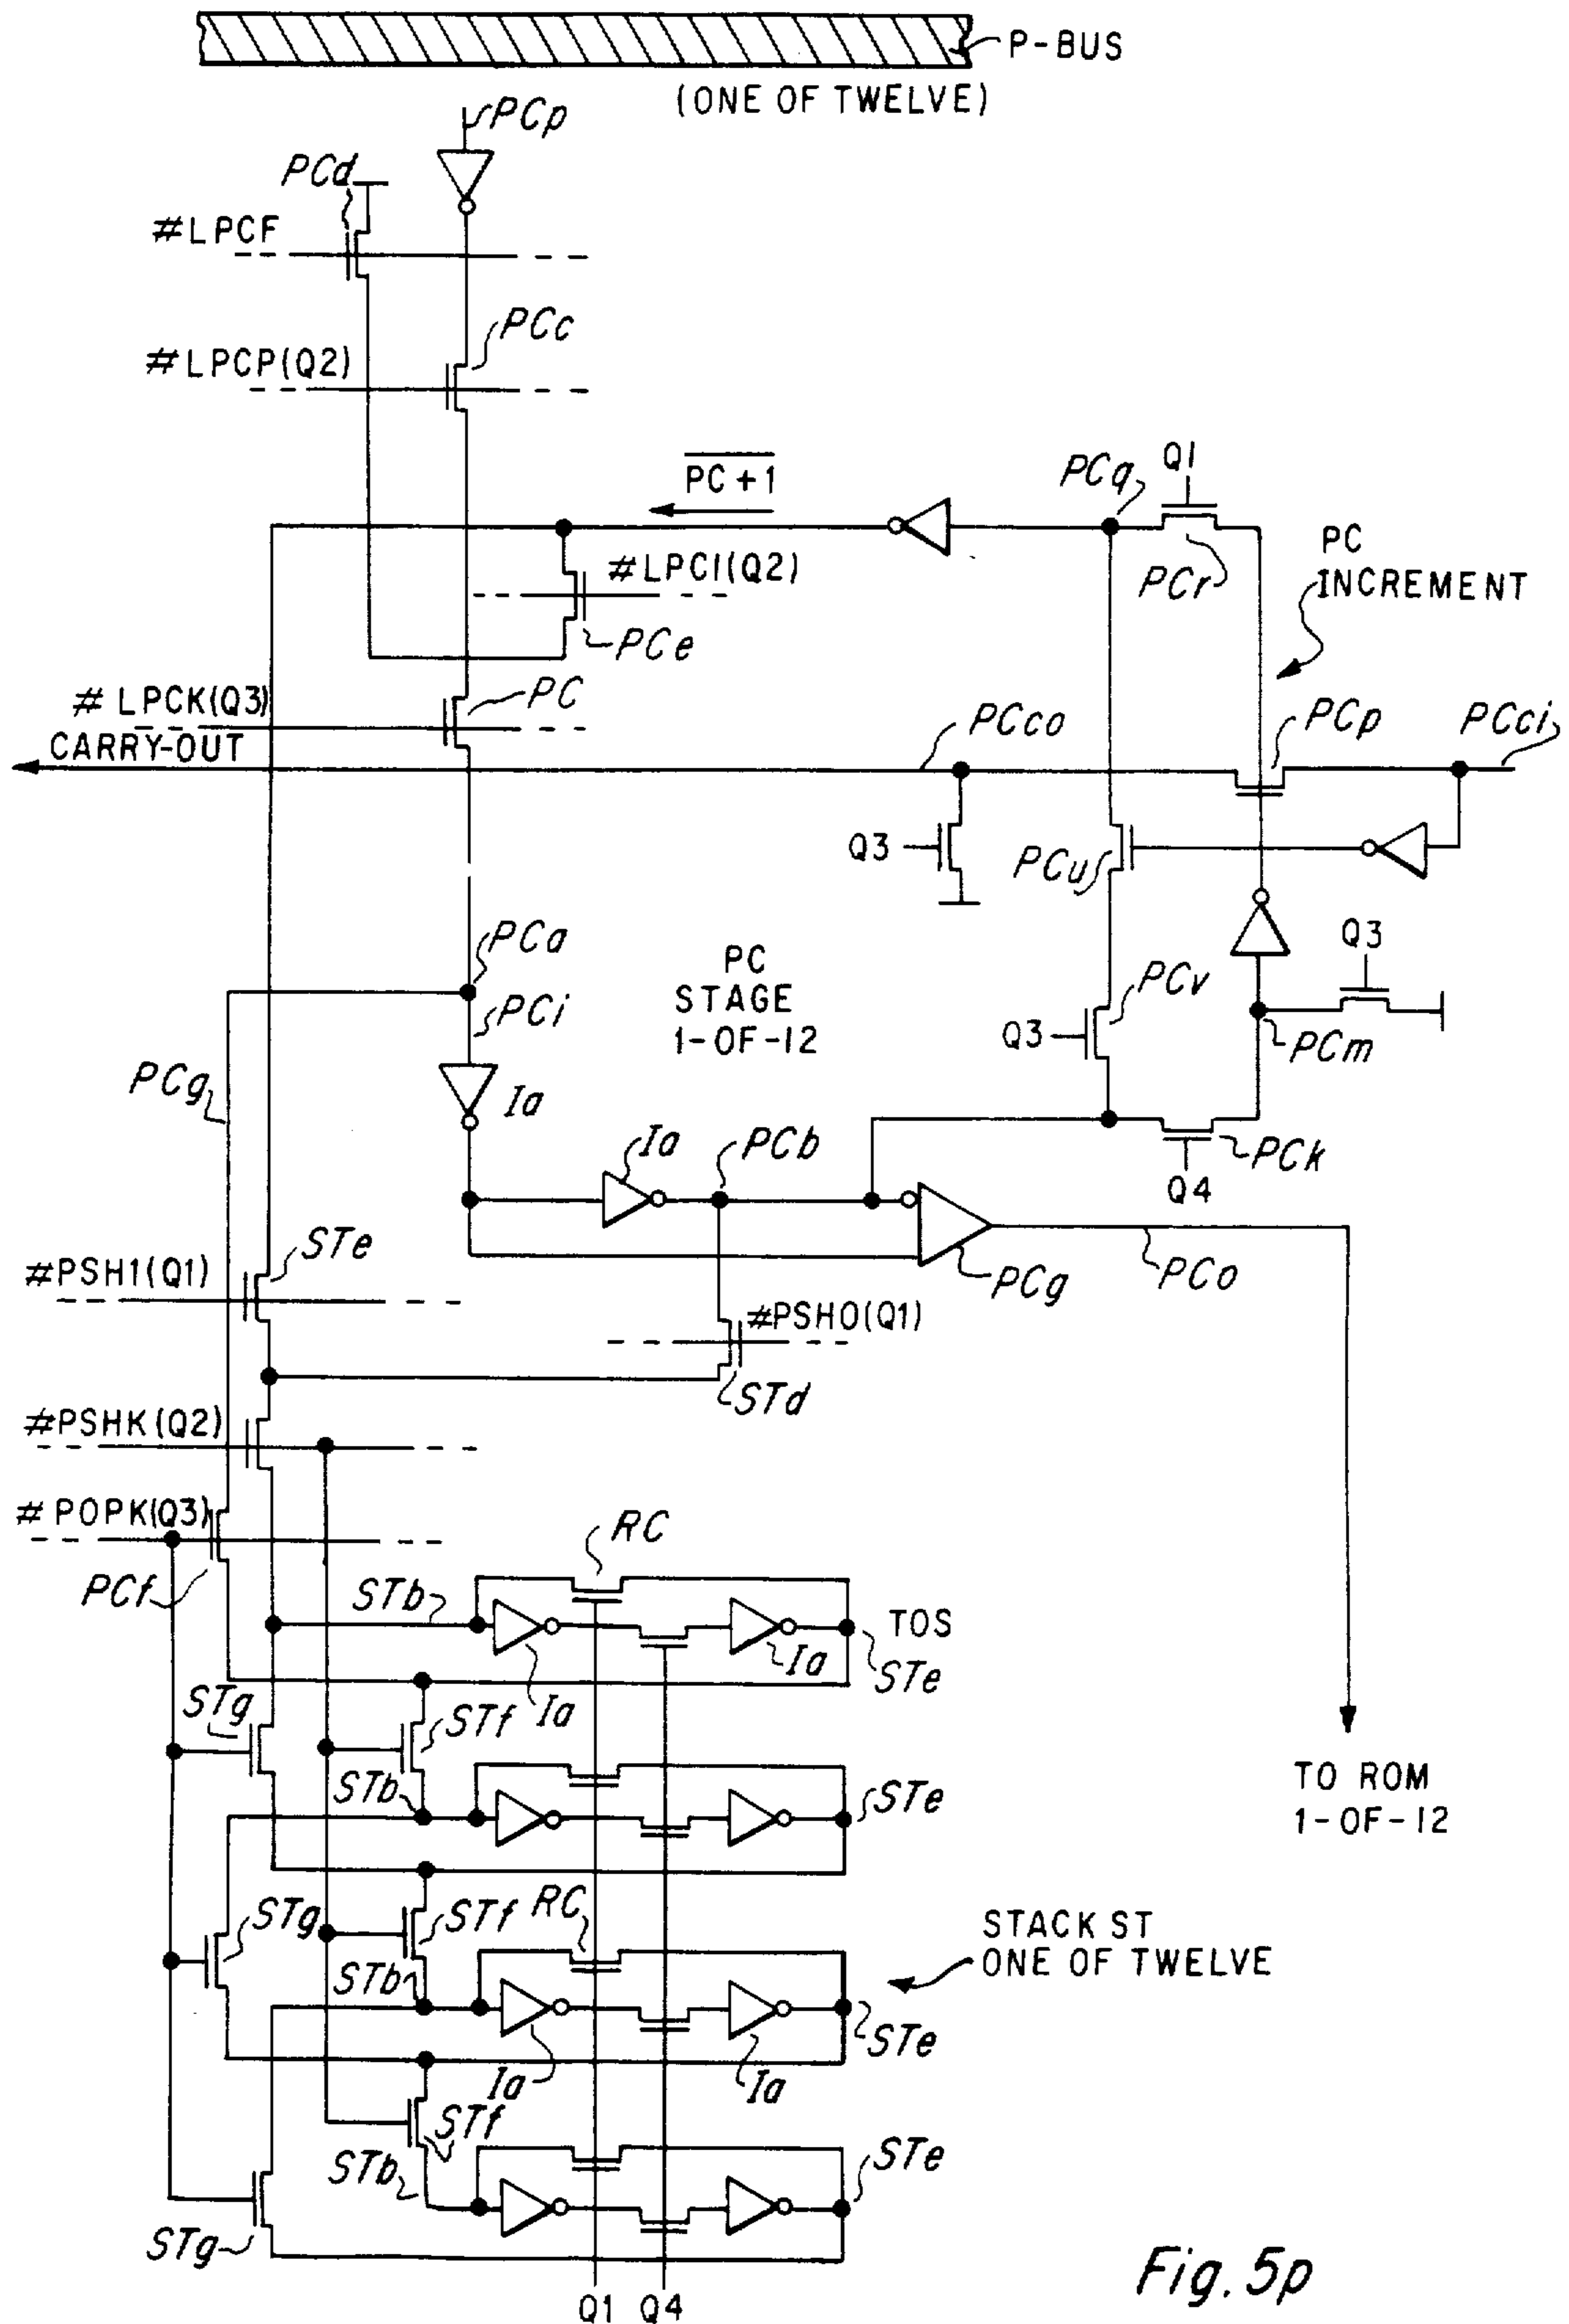 P-BUS
(ONE OF TWELVE)
PCp
PCd
#LPCF
PCc
#LPCP(Q2)
Q1
PCq
PC+1
PCr
PC
INCREMENT
#LPC1(Q2)
PCe
PC
# LPCK(Q3)
CARRY-OUT
PCco
PCp
PCci
Q3
PCu
PCa
PC
STAGE
1-OF-12
Q3
PCv
PCi
Q3
PCm
PCg
Ia
Ia
PCb
PCk
Q4
STe
#PSH1(Q1)
PCg
PCo
#PSHO(Q1)
STd
#PSHK(Q2)
# POPK(Q3)
RC
PCf
STb
TOS
Ia
Ia
STe
STg
STf
STb
STe
TO ROM
1-OF-12
STg
STf
RC
STACK ST
ONE OF TWELVE
STb
STe
Ia
Ia
STf
STb
STe
STg
Q1 Q4
Fig. 5p